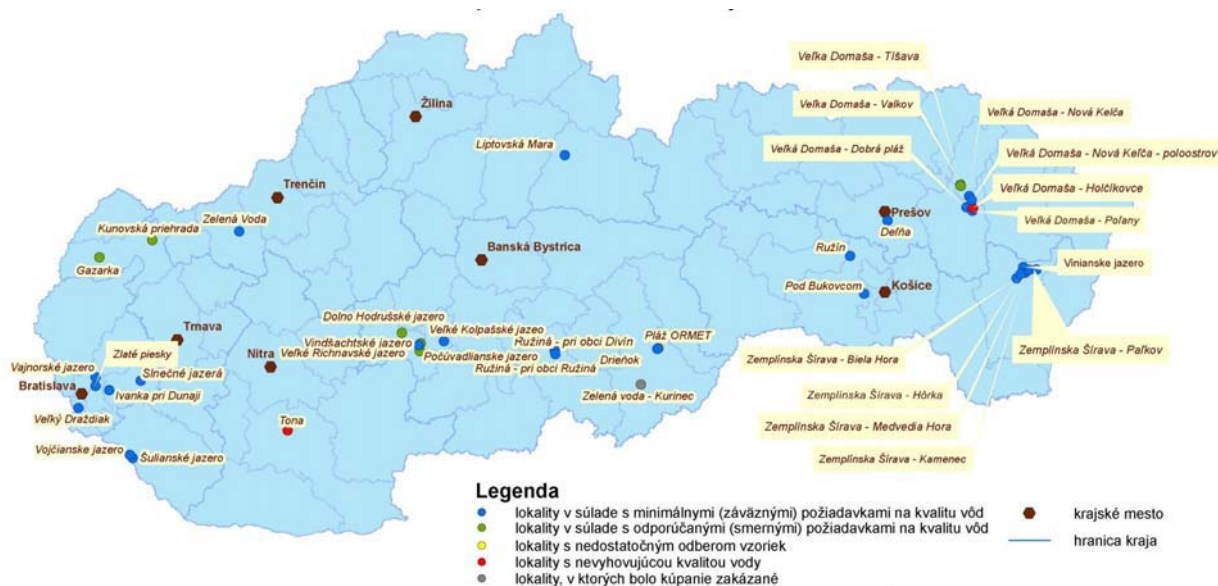 Veľka Domaša - Tíšava
Žilina
Veľka Domaša - Valkov
Veľká Domaša - Nová Kelča
Liptovská Mara
Veľká Domaša - Dobrá pláž
Veľká Domaša - Nová Keľča - poloostrov
Trenčín
Veľká Domaša - Holčíkovce
Zelená Voda
Prešov
Kunovská priehrada
Veľká Domaša - Poľany
Deľňa
Banská Bystrica
Ružín
Gazarka
Vinianske jazero
Pod Bukovcom
Košice
Dolno Hodrušské jazero
Trnava
Veľké Kolpašské jazeo
Vindšachtské jazero
Ružiná - pri obci Divín
Pláž ORMET
Zlaté piesky
Nitra
Veľké Richnavské jazero
Počúvadlianske jazero
Drieňok
Zemplínska Šírava - Biela Hora
Zemplínska Šírava - Paľkov
Vajnorské jazero
Slnečné jazerá
Ružiná - pri obci Ružiná
Bratislava
Ivanka pri Dunaji
Zelená voda - Kurinec
Zemplínska Šírava - Hôrka
Veľký Draždiak
Tona
Zemplínska Šírava - Medvedia Hora
Vojčianske jazero
Šulianské jazero
Zemplínska Šírava - Kamenec
Legenda
lokality v súlade s minimálnymi (záväznými) požiadavkami na kvalitu vôd
krajské mesto
lokality v súlade s odporúčanými (smernými) požiadavkami na kvalitu vôd
lokality s nedostatočným odberom vzoriek
hranica kraja
lokality s nevyhovujúcou kvalitou vody
lokality, v ktorých bolo kúpanie zakázané